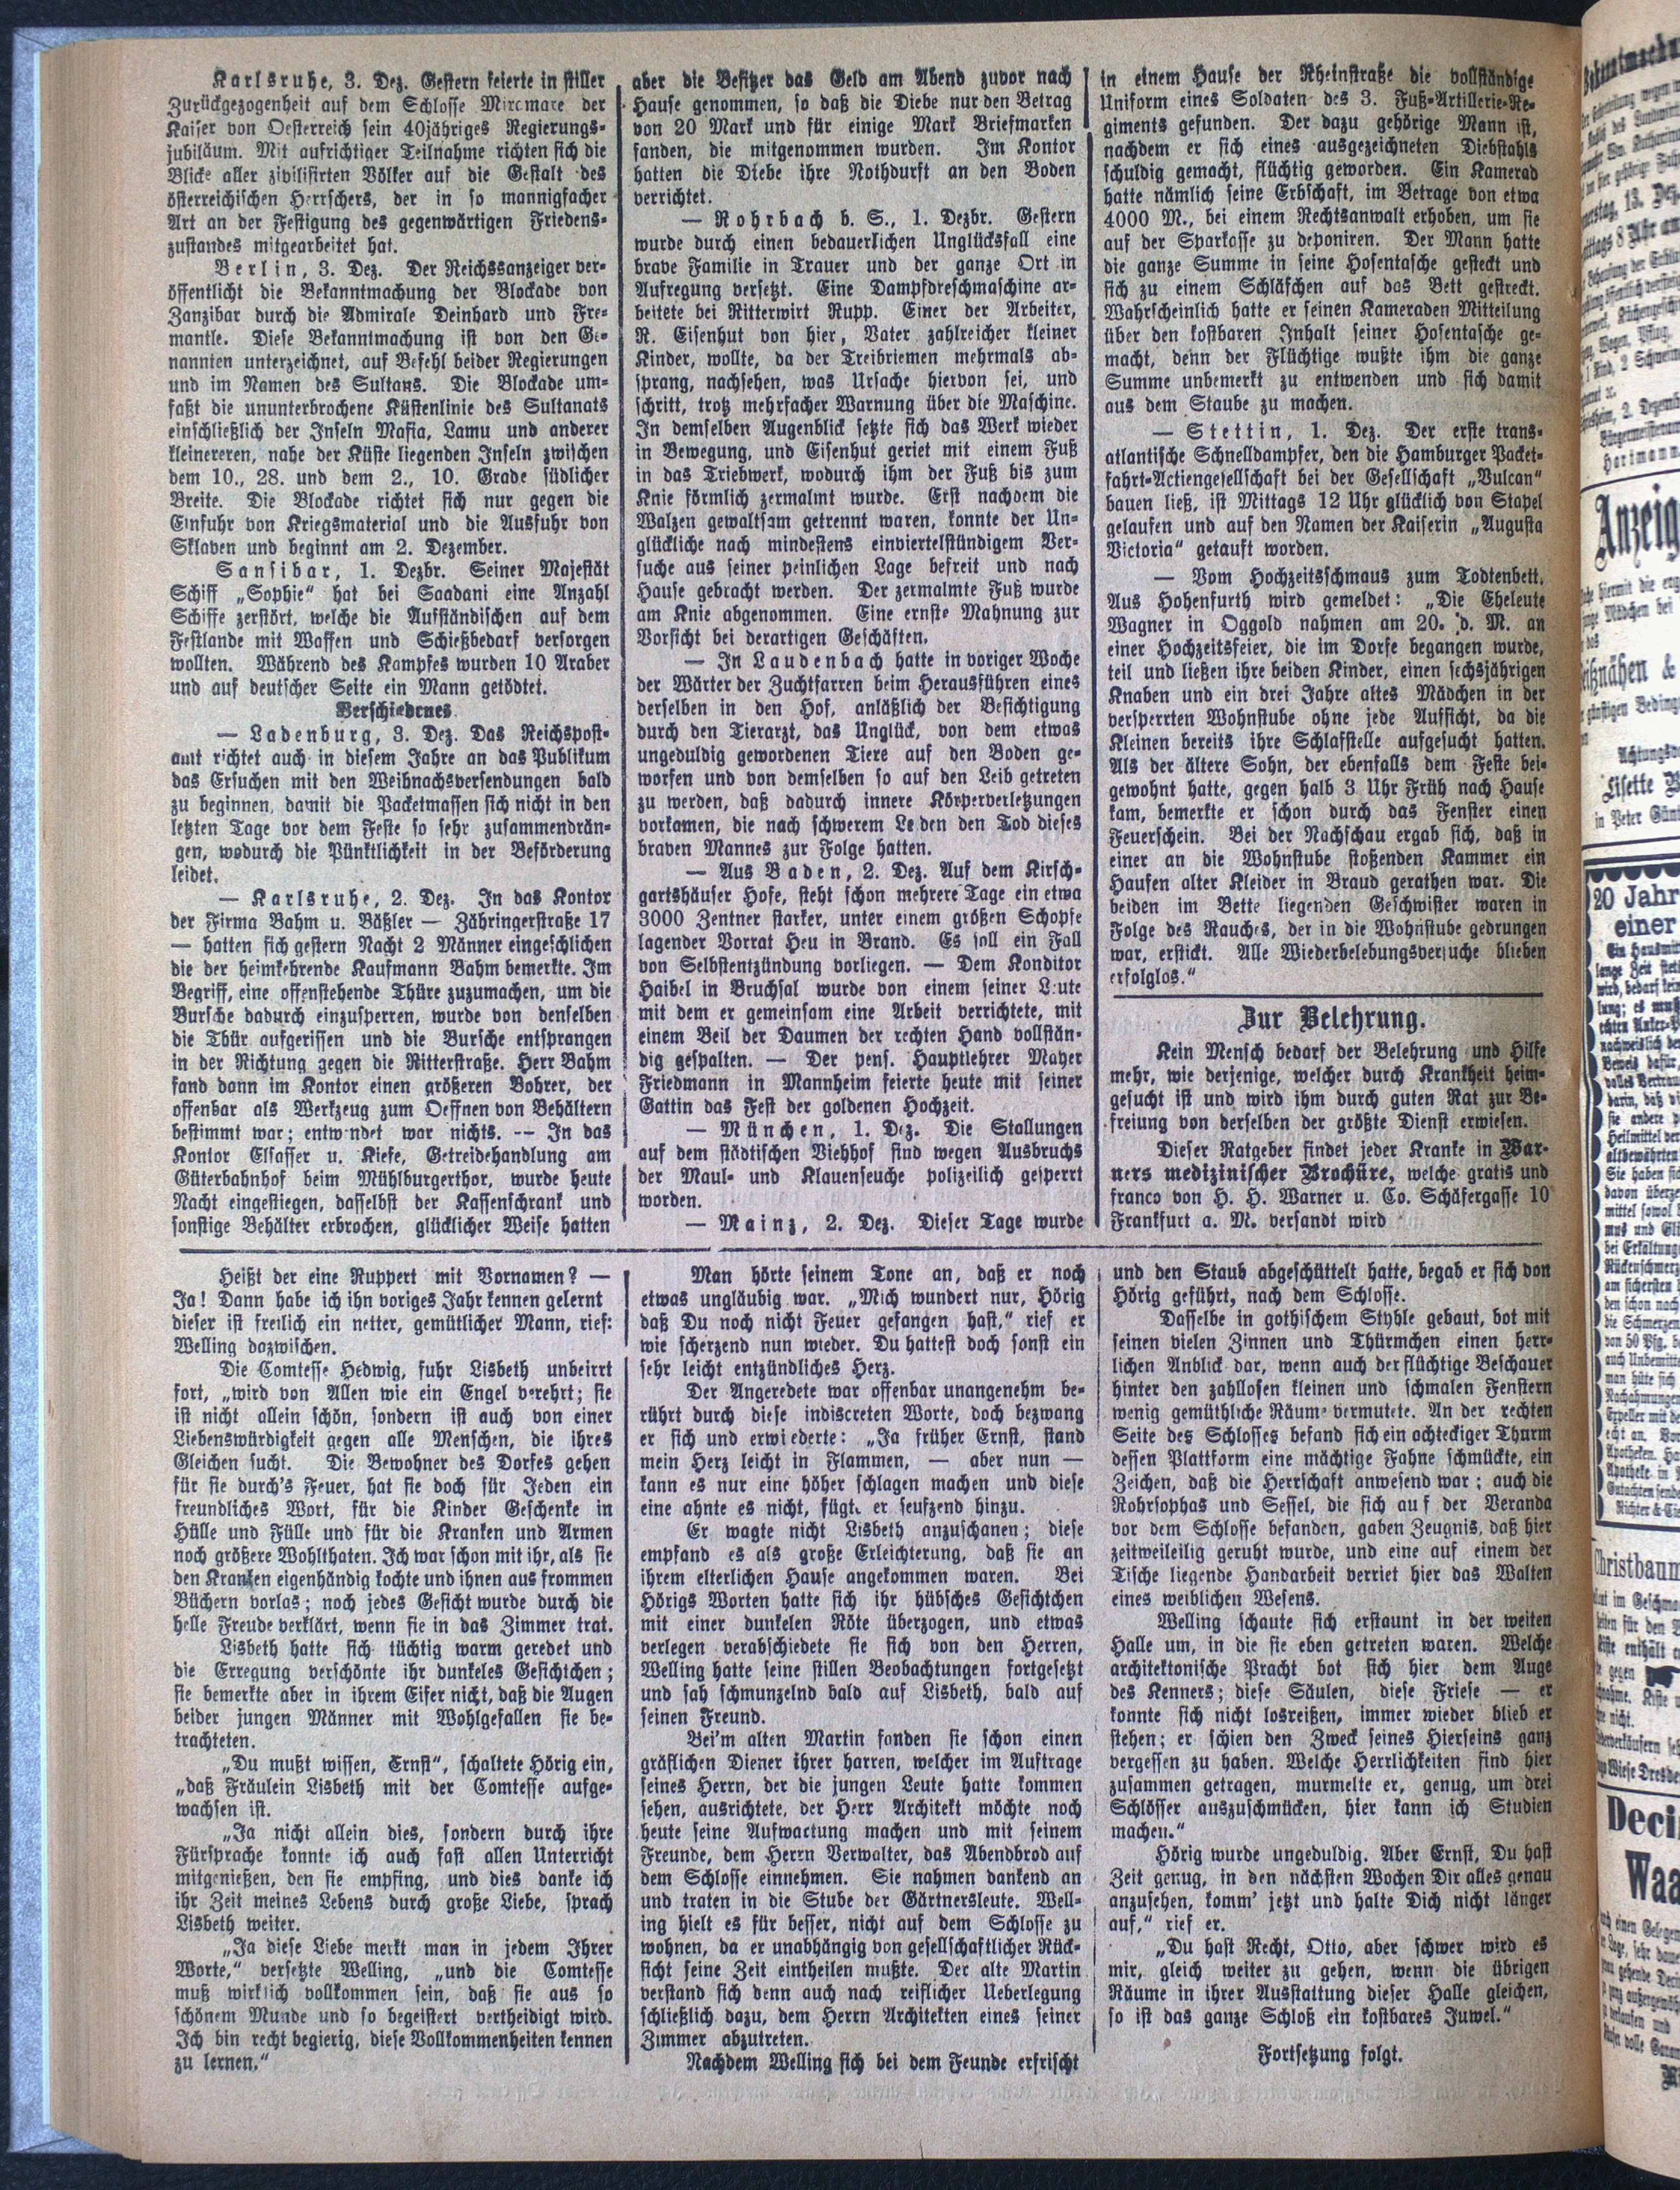 Karlsruhe, 3. Dez. Gestern feierte in stiller
Zurückgezogenheit auf dem Schlosse Miramare der
Kaiser von Oesterreich sein 40jähriges Regierungs-
jubiläum. Mit aufrichtiger Teilnahme richten sich die
Blicke aller zivilisirten Völker auf die Gestalt des
österreichischen Herrschers, der in so mannigfacher
Art an der Festigung des gegenwärtigen Friedens-
zustandes mitgearbeitet hat.
Berlin, 3. Dez. Der Reichssanzeiger ver-
öffentlicht die Bekanntmachung der Blockade von
Zanzibar durch die Admirale Deinhard und Fre-
mantle. Diese Bekanntmachung ist von den Ge-
nannten unterzeichnet, auf Befehl beider Regierungen
und im Namen des Sultans. Die Blockade um-
faßt die ununterbrochene Küstenlinie des Sultanats
einschließlich der Inseln Mafia, Lamu und anderer
kleinereren, nahe der Küste liegenden Inseln zwischen
dem 10., 28. und dem 2., 10. Grade südlicher
Breite. Die Blockade richtet sich nur gegen die
Einfuhr von Kriegsmaterial und die Ausfuhr von
Sklaven und beginnt am 2. Dezember.
Sansibar, 1. Dezbr. Seiner Majestät
Schiff „Sophie“ hat bei Saadani eine Anzahl
Schiffe zerstört, welche die Aufständischen auf dem
Festlande mit Waffen und Schießbedarf versorgen
wollten. Während des Kampfes wurden 10 Araber
und auf deutscher Seite ein Mann getödtet.
Verschiedenes.
— Ladenburg, 3. Dez. Das Reichspost-
amt richtet auch in diesem Jahre an das Publikum
das Ersuchen mit den Weihnachsversendungen bald
zu beginnen, damit die Packetmassen sich nicht in den
letzten Tage vor dem Feste so sehr zusammendrän-
gen, wodurch die Pünktlichkeit in der Beförderung
leidet.
— Karlsruhe, 2. Dez. In das Kontor
der Firma Bahm u. Bäßler — Zähringerstraße 17
— hatten sich gestern Nacht 2 Männer eingeschlichen
die der heimkehrende Kaufmann Bahm bemerkte. Im
Begriff, eine offenstehende Thüre zuzumachen, um die
Bursche dadurch einzusperren, wurde von denselben
die Thür aufgerissen und die Bursche entsprangen
in der Richtung gegen die Ritterstraße. Herr Bahm
fand dann im Kontor einen größeren Bohrer, der
offenbar als Werkzeug zum Oeffnen von Behältern
bestimmt war; entwendet war nichts. -- In das
Kontor Elsasser u. Kiefe, Getreidehandlung am
Güterbahnhof beim Mühlburgerthor, wurde heute
Nacht eingestiegen, dasselbst der Kassenschrank und
sonstige Behälter erbrochen, glücklicher Weise hatten
aber die Besitzer das Geld am Abend zuvor nach
Hause genommen, so daß die Diebe nur den Betrag
von 20 Mark und für einige Mark Briefmarken
fanden, die mitgenommen wurden. Im Kontor
hatten die Diebe ihre Nothdurft an den Boden
verrichtet.
— Rohrbach b. S., 1. Dezbr. Gestern
wurde durch einen bedauerlichen Unglücksfall eine
brave Familie in Trauer und der ganze Ort in
Aufregung versetzt. Eine Dampfdreschmaschine ar-
beitete bei Ritterwirt Rupp. Einer der Arbeiter,
R. Eisenhut von hier, Vater zahlreicher kleiner
Kinder, wollte, da der Treibriemen mehrmals ab-
sprang, nachsehen, was Ursache hiervon sei, und
schritt, trotz mehrfacher Warnung über die Maschine.
In demselben Augenblick setzte sich das Werk wieder
in Bewegung, und Eisenhut geriet mit einem Fuß
in das Triebwerk, wodurch ihm der Fuß bis zum
Knie förmlich zermalmt wurde. Erst nachdem die
Walzen gewaltsam getrennt waren, konnte der Un-
glückliche nach mindestens einviertelstündigem Ver-
suche aus seiner peinlichen Lage befreit und nach
Hause gebracht werden. Der zermalmte Fuß wurde
am Knie abgenommen. Eine ernste Mahnung zur
Vorsicht bei derartigen Geschäften.
— In Laudenbach hatte in voriger Woche
der Wärter der Zuchtfarren beim Herausführen eines
derselben in den Hof, anläßlich der Besichtigung
durch den Tierarzt, das Unglück, von dem etwas
ungeduldig gewordenen Tiere auf den Boden ge-
worfen und von demselben so auf den Leib getreten
zu werden, daß dadurch innere Körperverletzungen
vorkamen, die nach schwerem Leiden den Tod dieses
braven Mannes zur Folge hatten.
— Aus Baden, 2. Dez. Auf dem Kirsch-
gartshäuser Hofe, steht schon mehrere Tage ein etwa
3000 Zentner starker, unter einem großen Schopfe
lagender Vorrat Heu in Brand. Es soll ein Fall
von Selbstentzündung vorliegen. — Dem Konditor
Haibel in Bruchsal wurde von einem seiner Leute
mit dem er gemeinsam eine Arbeit verrichtete, mit
einem Beil der Daumen der rechten Hand vollstän-
dig gespalten. — Der pens. Hauptlehrer Mayer
Friedmann in Mannheim feierte heute mit seiner
Gattin das Fest der goldenen Hochzeit.
— München, 1. Dez. Die Stallungen
auf dem städtischen Viehhof sind wegen Ausbruchs
der Maul- und Klauenseuche polizeilich gesperrt
worden.
— Mainz, 2. Dez. Dieser Tage wurde
in einem Hause der Rheinstraße die vollständige
Uniform eines Soldaten des 3. Fuß-Artillerie-Re-
giments gefunden. Der dazu gehörige Mann ist,
nachdem er sich eines ausgezeichneten Diebstahls
schuldig gemacht, flüchtig geworden. Ein Kamerad
hatte nämlich seine Erbschaft, im Betrage von etwa
4000 M., bei einem Rechtsanwalt erhoben, um sie
auf der Sparkasse zu deponiren. Der Mann hatte
die ganze Summe in seine Hosentasche gesteckt und
sich zu einem Schläfchen auf das Bett gestreckt.
Wahrscheinlich hatte er seinen Kameraden Mitteilung
über den kostbaren Inhalt seiner Hosentasche ge-
macht, denn der Flüchtige wußte ihm die ganze
Summe unbemerkt zu entwenden und sich damit
aus dem Staube zu machen.
— Stettin, 1. Dez. Der erste trans-
atlantische Schnelldampfer, den die Hamburger Packet-
fahrt-Actiengesellschaft bei der Gesellschaft „Vulcan“
bauen ließ, ist Mittags 12 Uhr glücklich von Stapel
gelaufen und auf den Namen der Kaiserin „Augusta
Victoria“ getauft worden.
— Vom Hochzeitsschmaus zum Todtenbett.
Aus Hohenfurth wird gemeldet: „Die Eheleute
Wagner in Oggold nahmen am 20. d. M. an
einer Hochzeitsfeier, die im Dorfe begangen wurde,
teil und ließen ihre beiden Kinder, einen sechsjährigen
Knaben und ein drei Jahre altes Mädchen in der
versperrten Wohnstube ohne jede Aufsicht, da die
Kleinen bereits ihre Schlafstelle aufgesucht hatten.
Als der ältere Sohn, der ebenfalls dem Feste bei-
gewohnt hatte, gegen halb 3 Uhr Früh nach Hause
kam, bemerkte er schon durch das Fenster einen
Feuerschein. Bei der Nachschau ergab sich, daß in
einer an die Wohnstube stoßenden Kammer ein
Haufen alter Kleider in Brand gerathen war. Die
beiden im Bette liegenden Geschwister waren in
Folge des Rauches, der in die Wohnstube gedrungen
war, erstickt. Alle Wiederbelebungsversuche blieben
erfolglos.“
Zur Belehrung.
Kein Mensch bedarf der Belehrung und Hilfe
mehr, wie derjenige, welcher durch Krankheit heim-
gesucht ist und wird ihm durch guten Rat zur Be-
freiung von derselben der größte Dienst erwiesen.
Dieser Ratgeber findet jeder Kranke in War-
ners medizinischer Brochüre, welche gratis und
franco von H. H. Warner u. Co. Schäfergasse 10
Frankfurt a. M. versandt wird
Heißt der eine Ruppert mit Vornamen? —
Ja! Dann habe ich ihn voriges Jahr kennen gelernt
dieser ist freilich ein netter, gemütlicher Mann, rief:
Welling dazwischen.
Die Comtesse Hedwig, fuhr Lisbeth unbeirrt
fort, „wird von Allen wie ein Engel verehrt; sie
ist nicht allein schön, sondern ist auch von einer
Liebenswürdigkeit gegen alle Menschen, die ihres
Gleichen sucht. Die Bewohner des Dorfes gehen
für sie durch's Feuer, hat sie doch für Jeden ein
freundliches Wort, für die Kinder Geschenke in
Hülle und Fülle und für die Kranken und Armen
noch größere Wohlthaten. Ich war schon mit ihr, als sie
den Kranken eigenhändig kochte und ihnen aus frommen
Büchern vorlas; noch jedes Gesicht wurde durch die
helle Freude verklärt, wenn sie in das Zimmer trat.
Lisbeth hatte sich tüchtig warm geredet und
die Erregung verschönte ihr dunkeles Gesichtchen;
sie bemerkte aber in ihrem Eifer nicht, daß die Augen
beider jungen Männer mit Wohlgefallen sie be-
trachteten.
„Du mußt wissen, Ernst“, schaltete Hörig ein,
„daß Fräulein Lisbeth mit der Comtesse aufge-
wachsen ist.
„Ja nicht allein dies, sondern durch ihre
Fürsprache konnte ich auch fast allen Unterricht
mitgenießen, den sie empfing, und dies danke ich
ihr Zeit meines Lebens durch große Liebe, sprach
Lisbeth weiter.
„Ja diese Liebe merkt man in jedem Ihrer
Worte,“ versetzte Welling, „und die Comtesse
muß wirklich vollkommen sein, daß sie aus so
schönem Munde und so begeistert vertheidigt wird.
Ich bin recht begierig, diese Vollkommenheiten kennen
zu lernen.“
Man hörte seinem Tone an, daß er noch
etwas ungläubig war. „Mich wundert nur, Hörig
daß Du noch nicht Feuer gefangen hast,“ rief er
wie scherzend nun wieder. Du hattest doch sonst ein
sehr leicht entzündliches Herz.
Der Angeredete war offenbar unangenehm be-
rührt durch diese indiscreten Worte, doch bezwang
er sich und erwiederte: „Ja früher Ernst, stand
mein Herz leicht in Flammen, — aber nun —
kann es nur eine höher schlagen machen und diese
eine ahnte es nicht, fügte er seufzend hinzu.
Er wagte nicht Lisbeth anzuschanen; diese
empfand es als große Erleichterung, daß sie an
ihrem elterlichen Hause angekommen waren. Bei
Hörigs Worten hatte sich ihr hübsches Gesichtchen
mit einer dunkelen Röte überzogen, und etwas
verlegen verabschiedete sie sich von den Herren,
Welling hatte seine stillen Beobachtungen fortgesetzt
und sah schmunzelnd bald auf Lisbeth, bald auf
seinen Freund.
Bei'm alten Martin fanden sie schon einen
gräflichen Diener ihrer harren, welcher im Auftrage
seines Herrn, der die jungen Leute hatte kommen
sehen, ausrichtete, der Herr Architekt möchte noch
heute seine Aufwartung machen und mit seinem
Freunde, dem Herrn Verwalter, das Abendbrod auf
dem Schlosse einnehmen. Sie nahmen dankend an
und traten in die Stube der Gärtnersleute. Well-
ing hielt es für besser, nicht auf dem Schlosse zu
wohnen, da er unabhängig von gesellschaftlicher Rück-
sicht seine Zeit eintheilen mußte. Der alte Martin
verstand sich denn auch nach reiflicher Ueberlegung
schließlich dazu, dem Herrn Architekten eines seiner
Zimmer abzutreten.
Nachdem Welling sich bei dem Feunde erfrischt
und den Staub abgeschüttelt hatte, begab er sich von
Hörig geführt, nach dem Schlosse.
Dasselbe in gothischem Styhle gebaut, bot mit
seinen vielen Zinnen und Thürmchen einen herr-
lichen Anblick dar, wenn auch der flüchtige Beschauer
hinter den zahllosen kleinen und schmalen Fenstern
wenig gemüthliche Räume vermutete. An der rechten
Seite des Schlosses befand sich ein achteckiger Thurm
dessen Plattform eine mächtige Fahne schmückte, ein
Zeichen, daß die Herrschaft anwesend war; auch die
Rohrsophas und Sessel, die sich auf der Veranda
vor dem Schlosse befanden, gaben Zeugnis, daß hier
zeitweileilig geruht wurde, und eine auf einem der
Tische liegende Handarbeit verriet hier das Walten
eines weiblichen Wesens.
Welling schaute sich erstaunt in der weiten
Halle um, in die sie eben getreten waren. Welche
architektonische Pracht bot sich hier dem Auge
des Kenners; diese Säulen, diese Friese — er
konnte sich nicht losreißen, immer wieder blieb er
stehen; er schien den Zweck seines Hierseins ganz
vergessen zu haben. Welche Herrlichkeiten sind hier
zusammen getragen, murmelte er, genug, um drei
Schlösser auszuschmücken, hier kann ich Studien
machen.“
Hörig wurde ungeduldig. Aber Ernst, Du hast
Zeit genug, in den nächsten Wochen Dir alles genau
anzusehen, komm' jetzt und halte Dich nicht länger
auf,“ rief er.
„Du hast Recht, Otto, aber schwer wird es
mir, gleich weiter zu gehen, wenn die übrigen
Räume in ihrer Ausstattung dieser Halle gleichen,
so ist das ganze Schloß ein kostbares Juwel.“
Fortsetzung folgt.
20 Jahr
einer